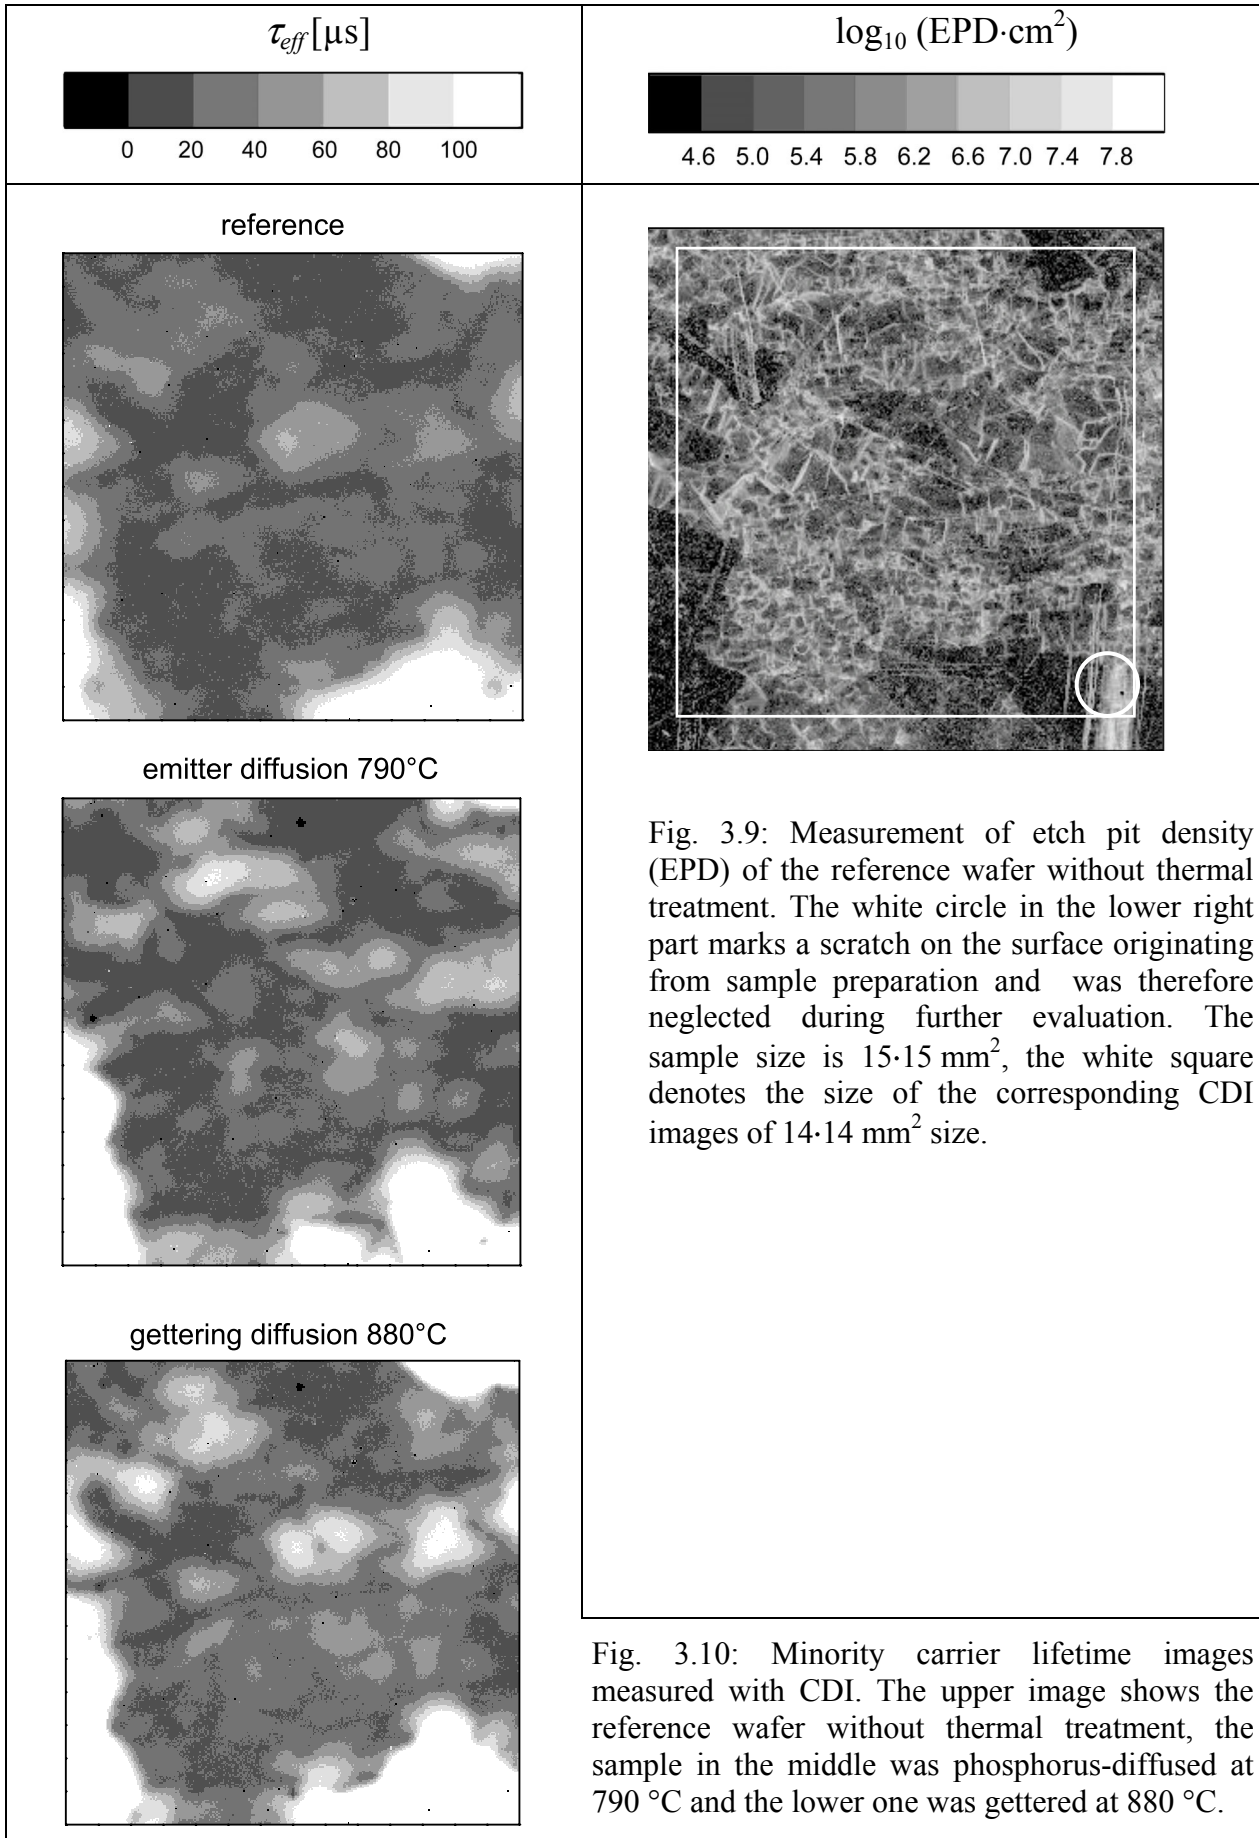 τeff [µs]
0 20 40 60 80 100
log10 (EPD·cm2)
4.6 5.0 5.4 5.8 6.2 6.6 7.0 7.4 7.8
reference
emitter diffusion 790°C
gettering diffusion 880°C
Fig. 3.9: Measurement of etch pit density
(EPD) of the reference wafer without thermal
treatment. The white circle in the lower right
part marks a scratch on the surface originating
from sample preparation and was therefore
neglected during further evaluation. The
sample size is 15·15 mm2, the white square
denotes the size of the corresponding CDI
images of 14·14 mm2 size.
Fig. 3.10: Minority carrier lifetime images
measured with CDI. The upper image shows the
reference wafer without thermal treatment, the
sample in the middle was phosphorus-diffused at
790 °C and the lower one was gettered at 880 °C.